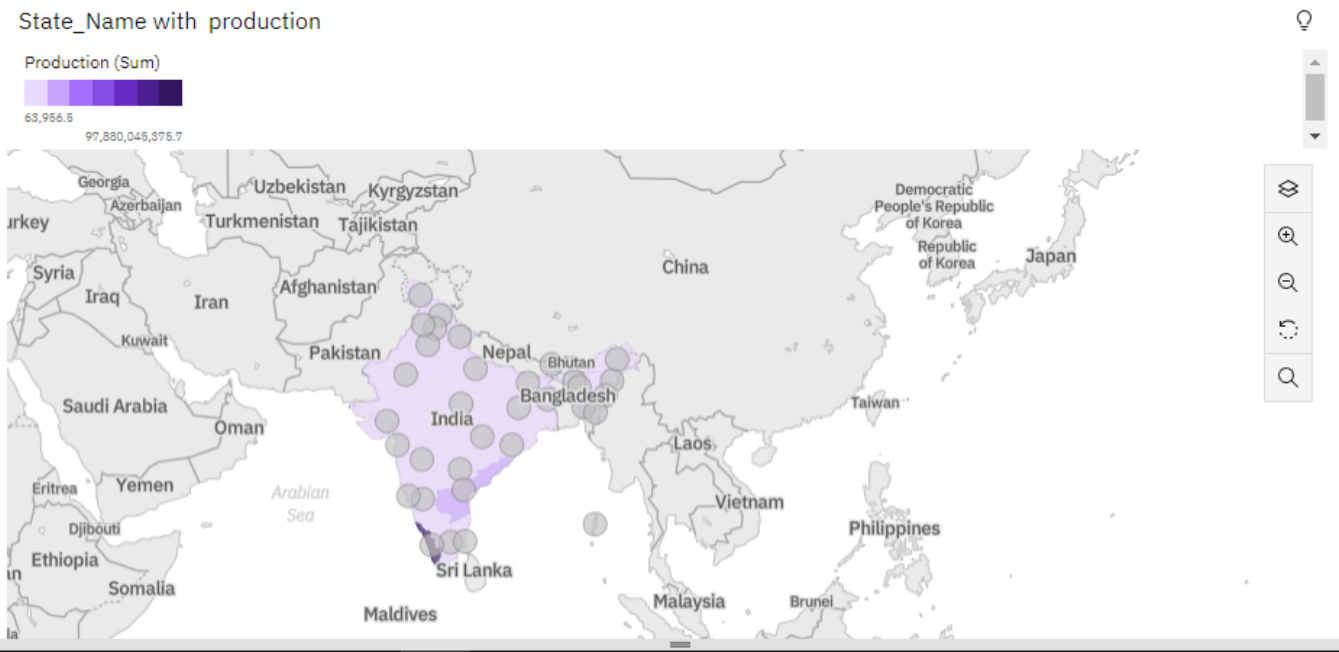 State_Name with production
Production (Sum)
63,956.5
97,880,045,375.7
Georgia
Uzbekistan
Kyrgyzstan
Azerbaijan
urkey
Turkmenistan
Tajikistan
Democratic
People's Republic
of Korea
Republic
of Korea
Japan
China
Syria
Iraq
Iran
Afghanistan
Kuwait
Pakistan
Nepal
Bhutan
Bangladesh
Saudi Arabia
Oman
India
Taiwan
Laos
Eritrea
Yemen
Arabian
Sea
Vietnam
Djibouti
Philippines
Ethiopia
an
Somalia
Sri Lanka
Maldives
Malaysia
Brunei
la